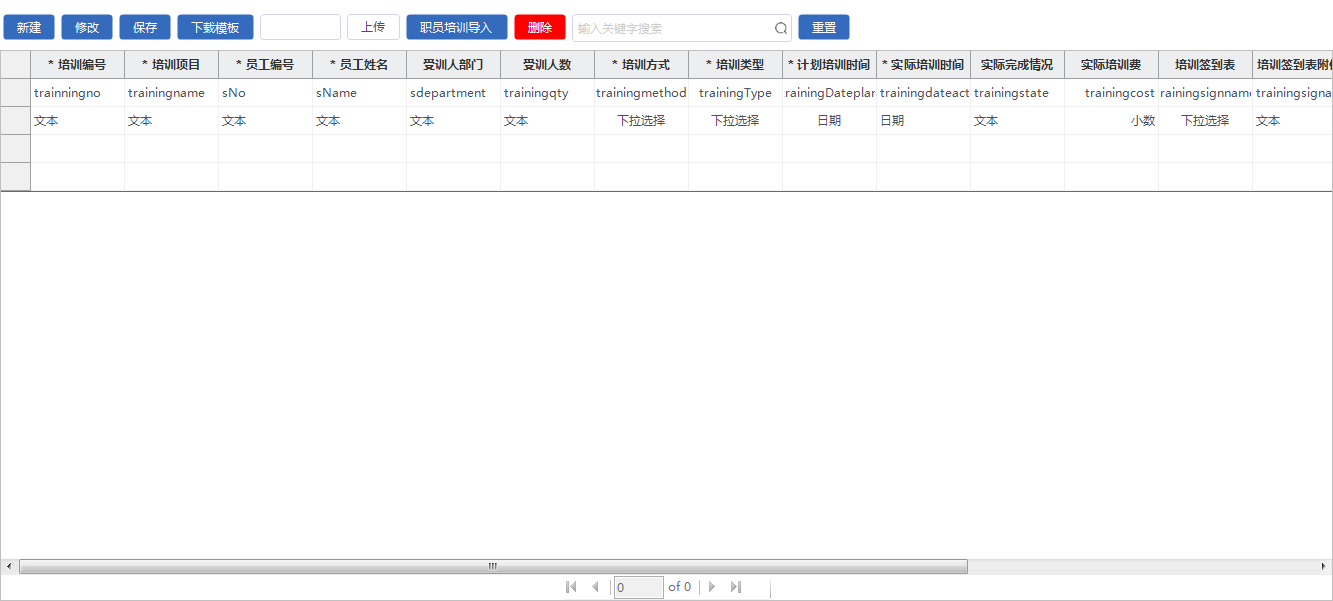 新建 修改 保存 下载模板 上传 职员培训导入 删除 输入关键字搜索 重置
* 培训编号 * 培训项目 * 员工编号 * 员工姓名 受训人部门 受训人数 * 培训方式 * 培训类型 * 计划培训时间 * 实际培训时间 实际完成情况 实际培训费 培训签到表 培训签到表附
trainningno trainingname sNo sName sdepartment trainingqty trainingmethod trainingType rainingDateplan trainingdateact trainingstate trainingcost rainingsignname trainingsigna
文本 文本 文本 文本 文本 文本 下拉选择 下拉选择 日期 日期 文本 小数 下拉选择 文本
0 of 0